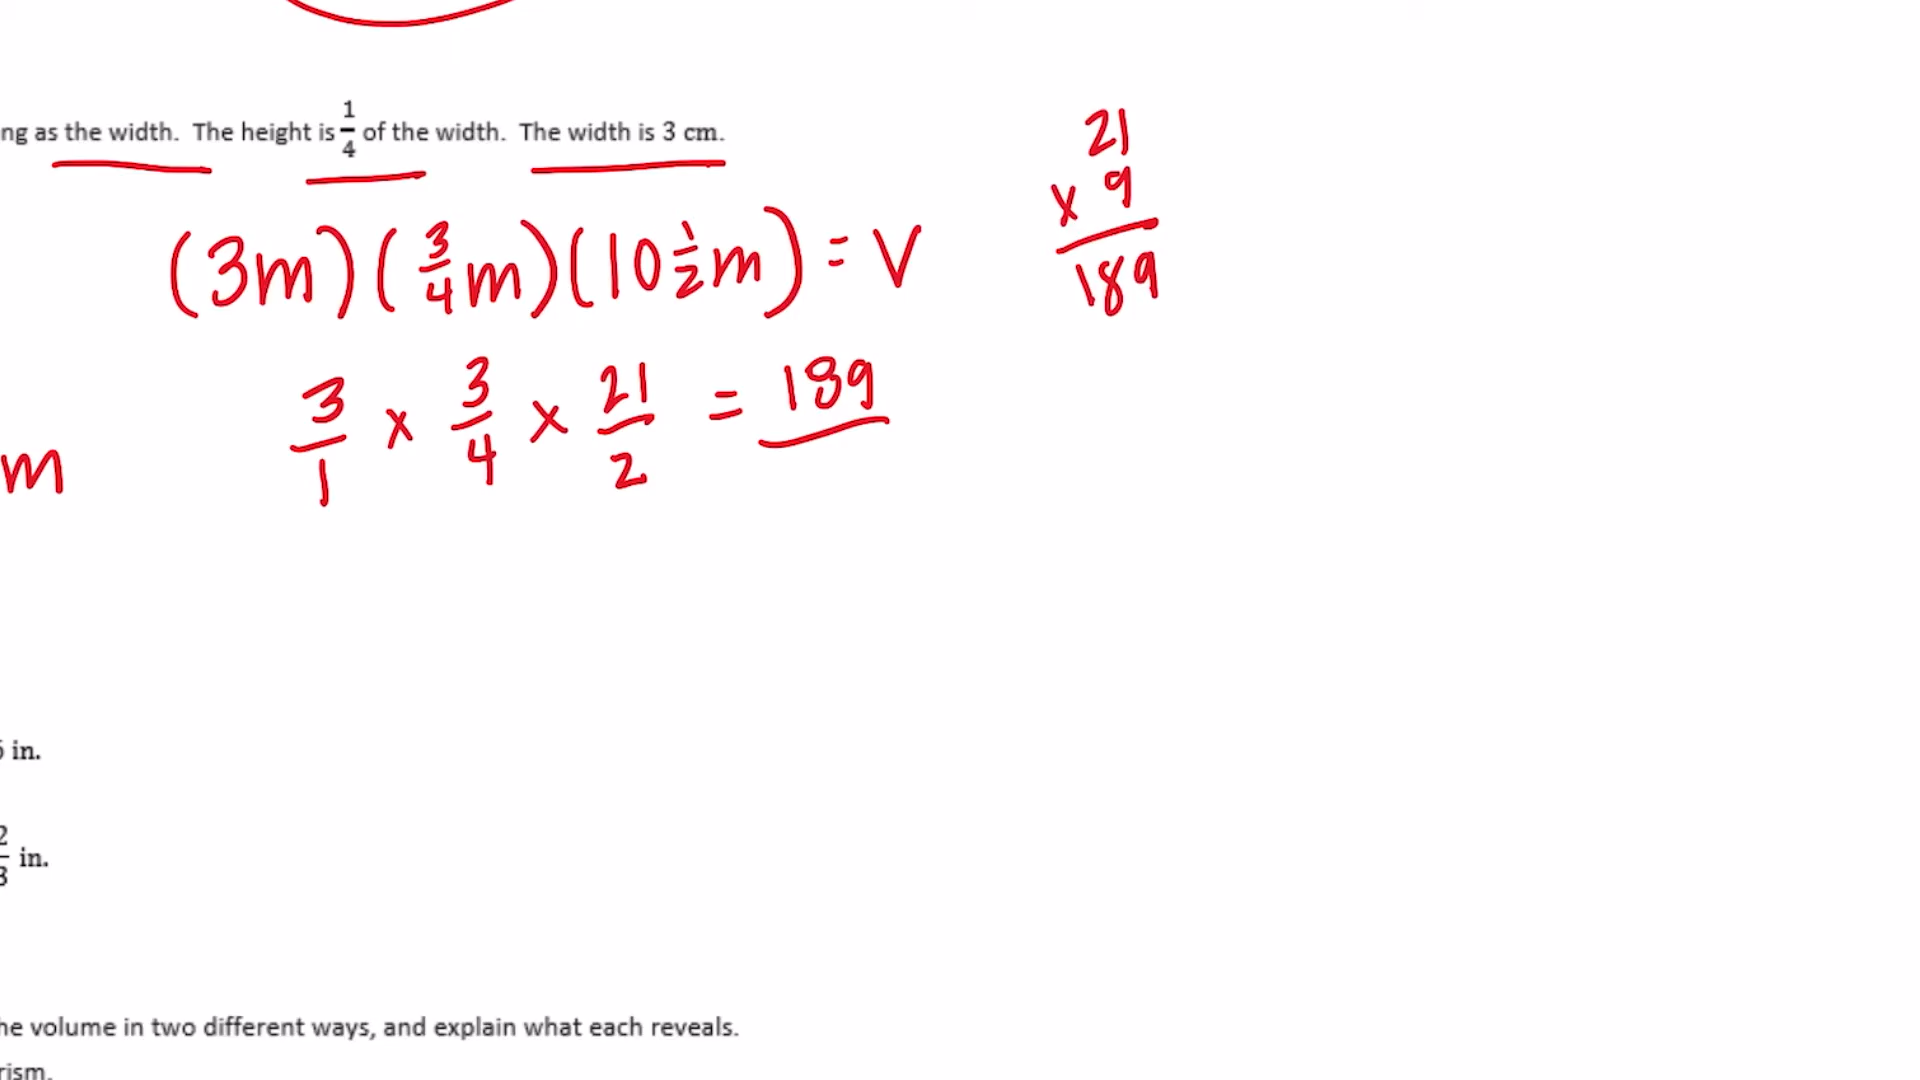 ng as the width. The height is 1/4 of the width. The width is 3 cm.
(3m)(3/4m)(10 1/2m) = V
21
x 9
189
3/1 x 3/4 x 21/2 = 189
m
in.
2/3 in.
he volume in two different ways, and explain what each reveals.
rism.